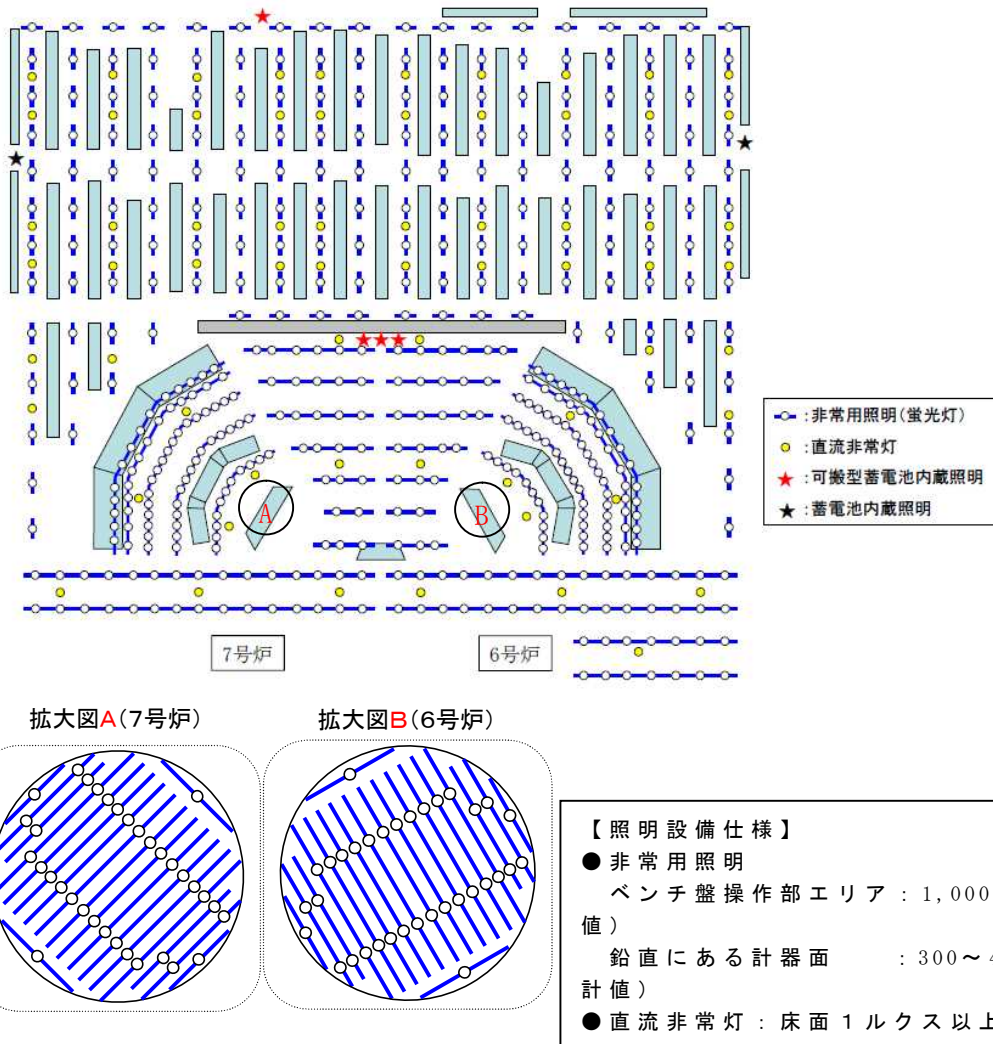 :非常用照明(蛍光灯)
:直流非常灯
:可搬型蓄電池内蔵照明
:蓄電池内蔵照明
A
B
7号炉
6号炉
拡大図A(7号炉)
拡大図B(6号炉)
【照明設備仕様】
●非常用照明
ベンチ盤操作部エリア：1,000
値)
鉛直にある計器面 ：300～4
計値)
●直流非常灯：床面1ルクス以上